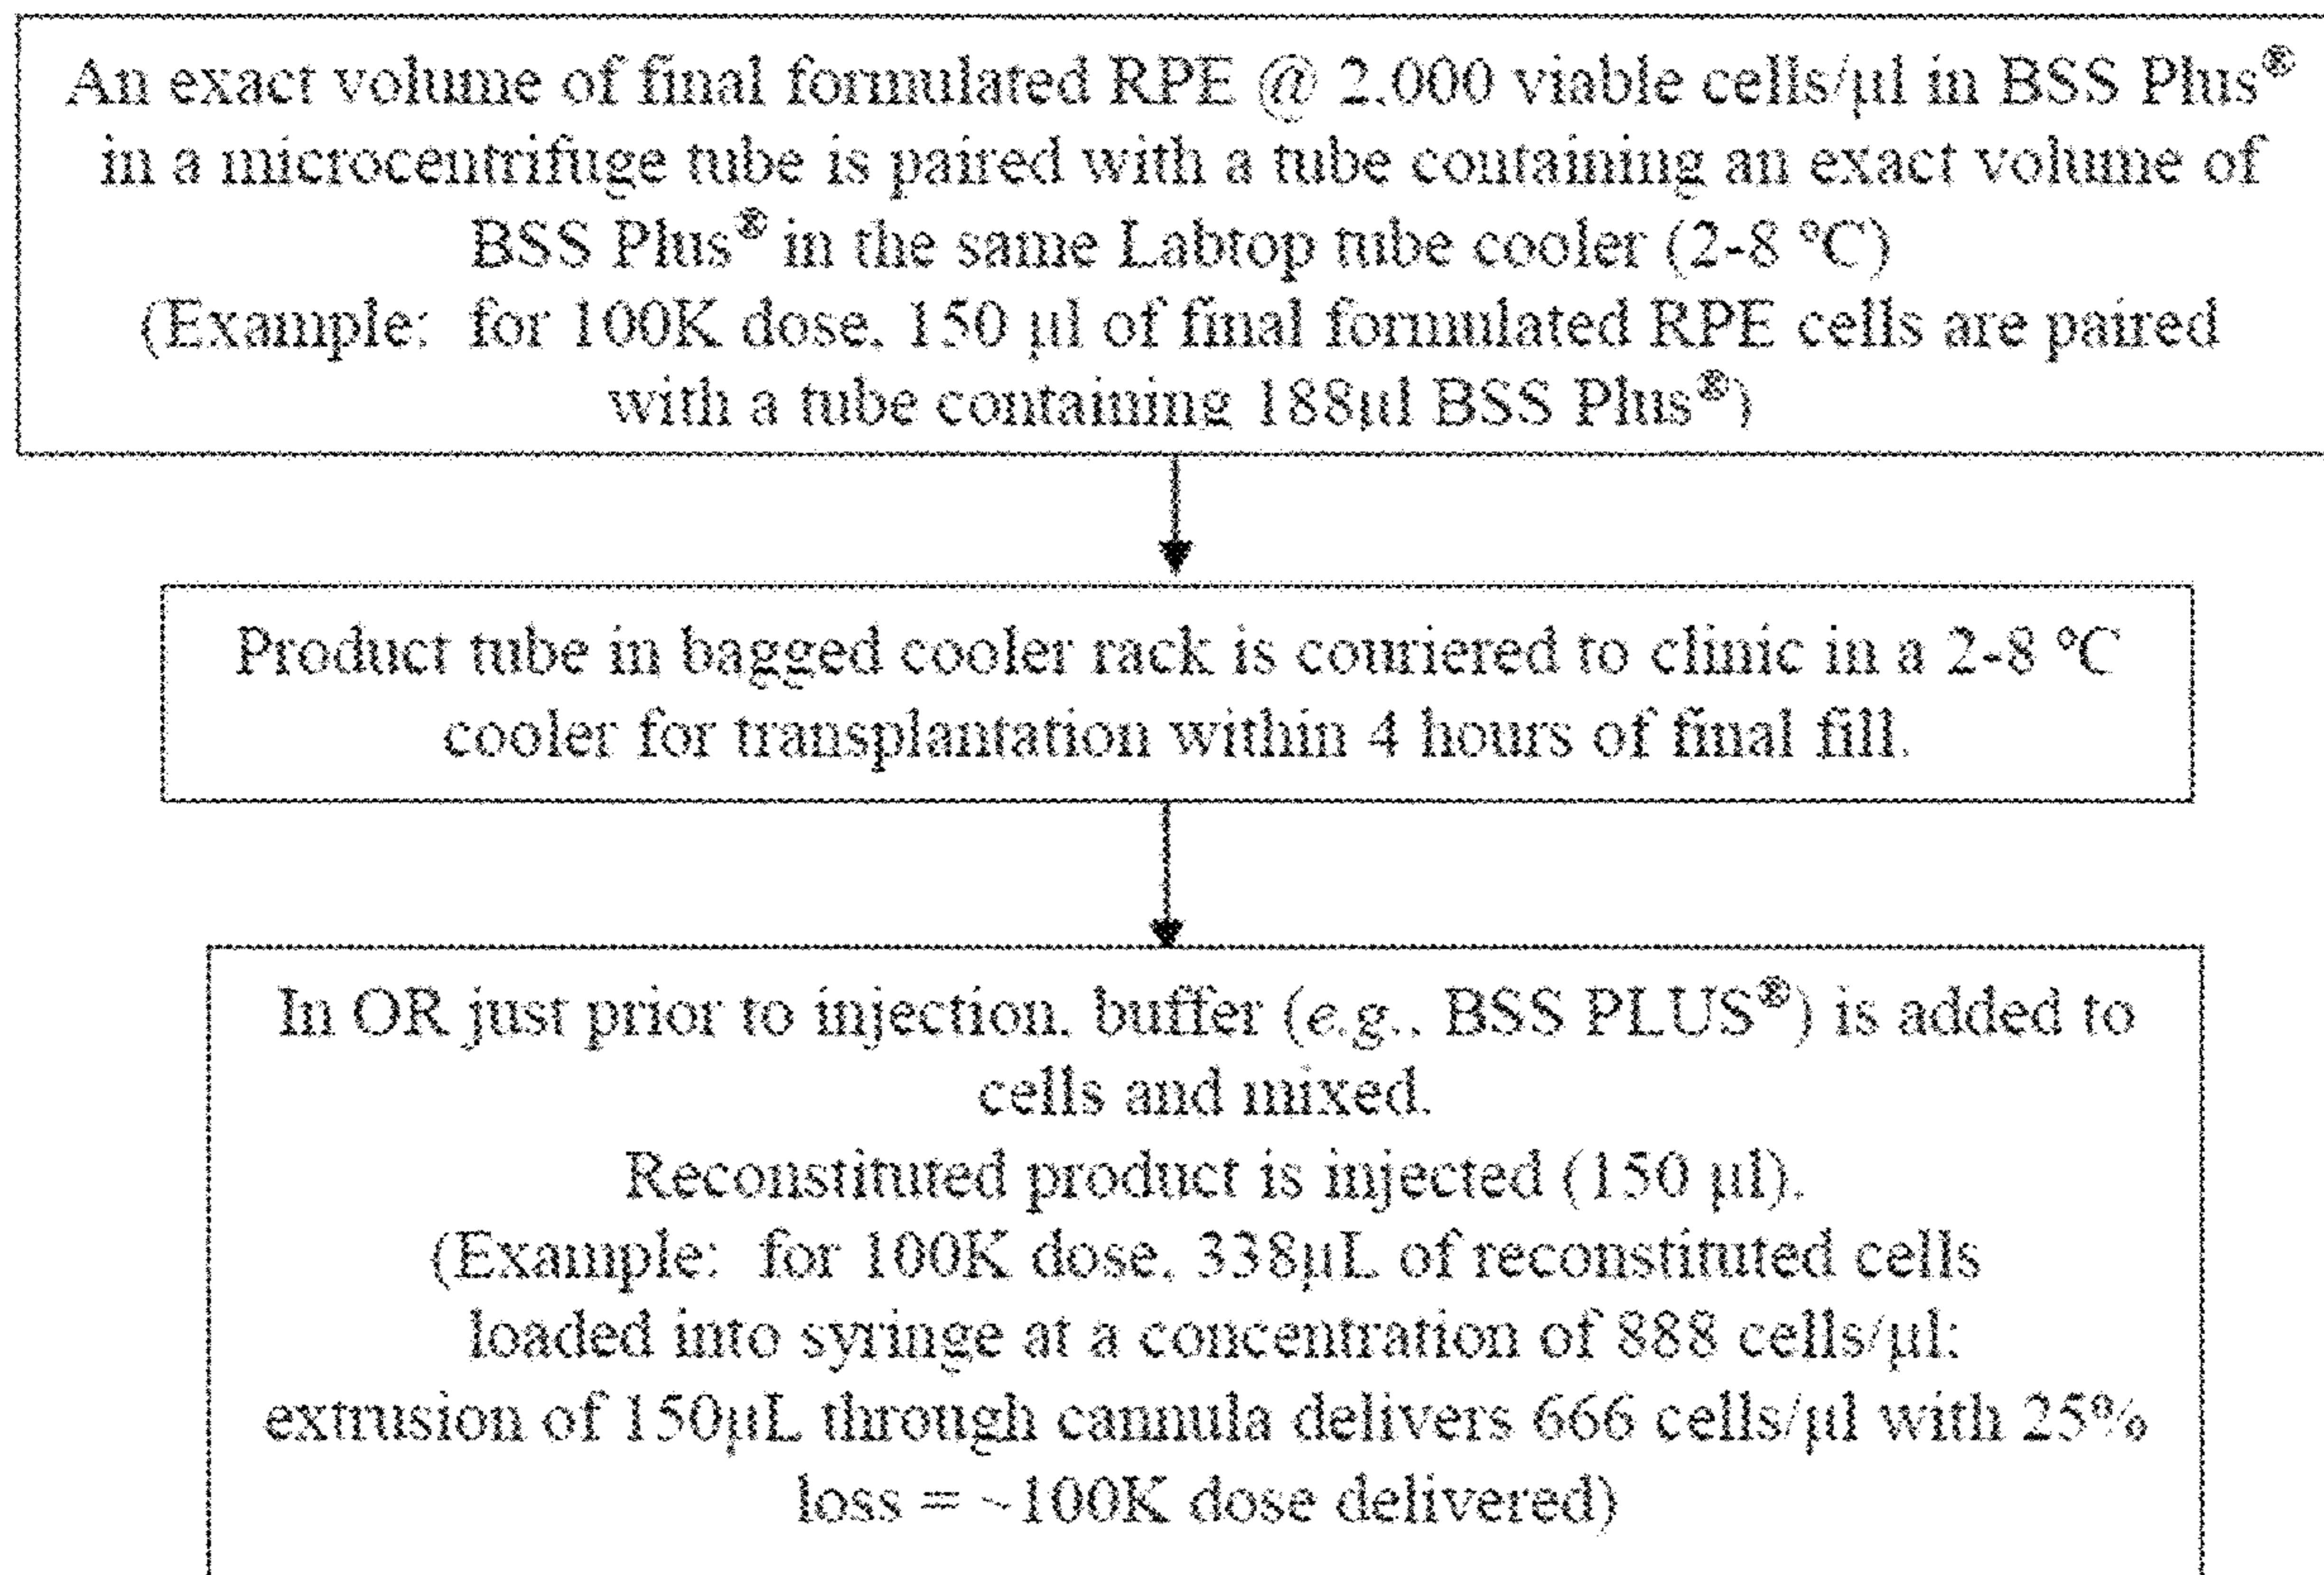 An exact volume of final formulated RPE @ 2,000 viable cells/µl in BSS Plus®
in a microcentrifuge tube is paired with a tube containing an exact volume of
BSS Plus® in the same Labtop tube cooler (2-8 ºC)
(Example:  for 100K dose, 150 µl of final formulated RPE cells are paired
with a tube containing 188µl BSS Plus®)
Product tube in bagged cooler rack is couriered to clinic in a 2-8 ºC
cooler for transplantation within 4 hours of final fill.
In OR just prior to injection, buffer (e.g., BSS PLUS®) is added to
cells and mixed.
Reconstituted product is injected (150 µl).
(Example:  for 100K dose, 338µL of reconstituted cells
loaded into syringe at a concentration of 888 cells/µl;
extrusion of 150µL through cannula delivers 666 cells/µl with 25%
loss = ~100K dose delivered)